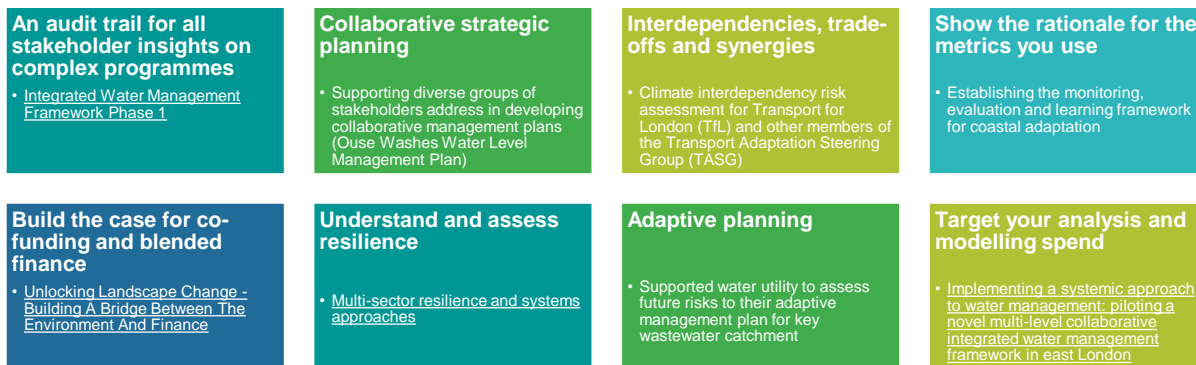 An audit trail for all
stakeholder insights on
complex programmes
• Integrated Water Management
Framework Phase 1
Collaborative strategic
planning
• Supporting diverse groups of
stakeholders address in developing
collaborative management plans
(Ouse Washes Water Level
Management Plan)
Interdependencies, trade-
offs and synergies
• Climate interdependency risk
assessment for Transport for
London (TfL) and other members of
the Transport Adaptation Steering
Group (TASG)
Show the rationale for the
metrics you use
• Establishing the monitoring,
evaluation and learning framework
for coastal adaptation
Build the case for co-
funding and blended
finance
• Unlocking Landscape Change -
Building A Bridge Between The
Environment And Finance
Understand and assess
resilience
• Multi-sector resilience and systems
approaches
Adaptive planning
• Supported water utility to assess
future risks to their adaptive
management plan for key
wastewater catchment
Target your analysis and
modelling spend
• Implementing a systemic approach
to water management: piloting a
novel multi-level collaborative
integrated water management
framework in east London